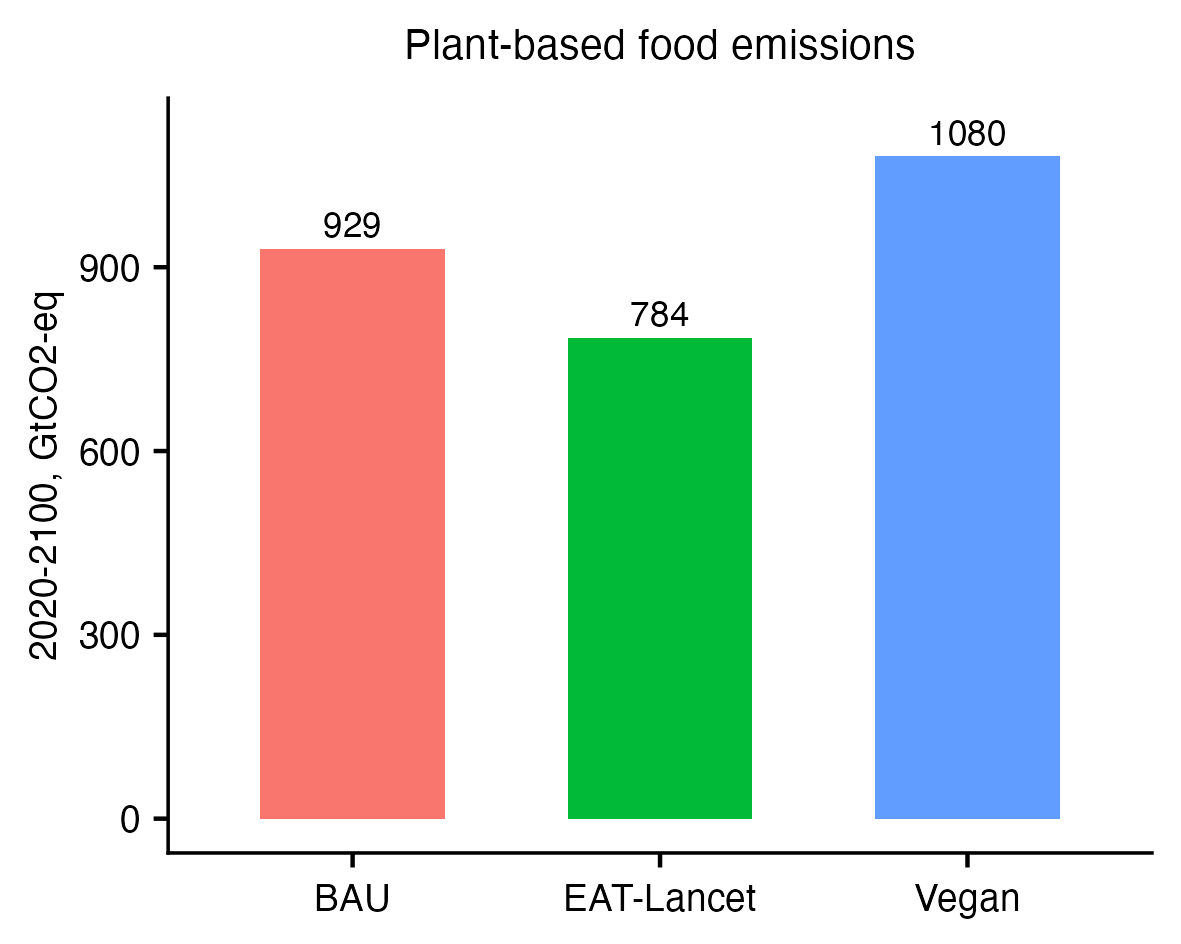 Plant-based food emissions
2020-2100, GtCO2-eq
1080
929
900
784
600
300
0
BAU
EAT-Lancet
Vegan